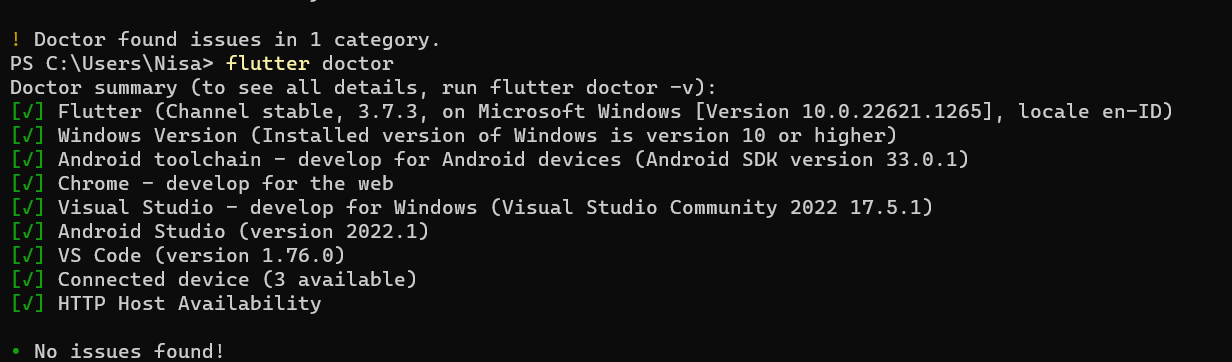 ! Doctor found issues in 1 category.
PS C:\Users\Nisa> flutter doctor
Doctor summary (to see all details, run flutter doctor -v):
[√] Flutter (Channel stable, 3.7.3, on Microsoft Windows [Version 10.0.22621.1265], locale en-ID)
[√] Windows Version (Installed version of Windows is version 10 or higher)
[√] Android toolchain - develop for Android devices (Android SDK version 33.0.1)
[√] Chrome - develop for the web
[√] Visual Studio - develop for Windows (Visual Studio Community 2022 17.5.1)
[√] Android Studio (version 2022.1)
[√] VS Code (version 1.76.0)
[√] Connected device (3 available)
[√] HTTP Host Availability
• No issues found!